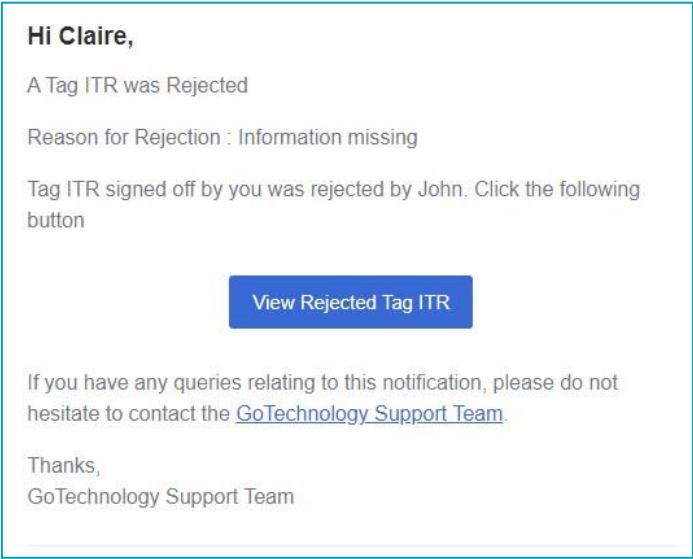 Hi Claire,
A Tag ITR was Rejected
Reason for Rejection : Information missing
Tag ITR signed off by you was rejected by John. Click the following
button
View Rejected Tag ITR
If you have any queries relating to this notification, please do not
hesitate to contact the GoTechnology Support Team.
Thanks,
GoTechnology Support Team